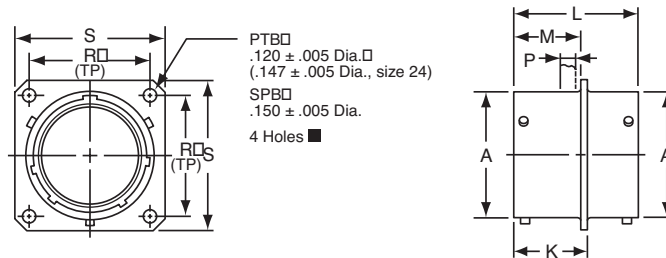 S
R□
(TP)
R□
(TP)
S
PTB□
.120 ± .005 Dia.□
(.147 ± .005 Dia., size 24)
SPB□
.150 ± .005 Dia.
4 Holes ■
L
M
P
A
A
K